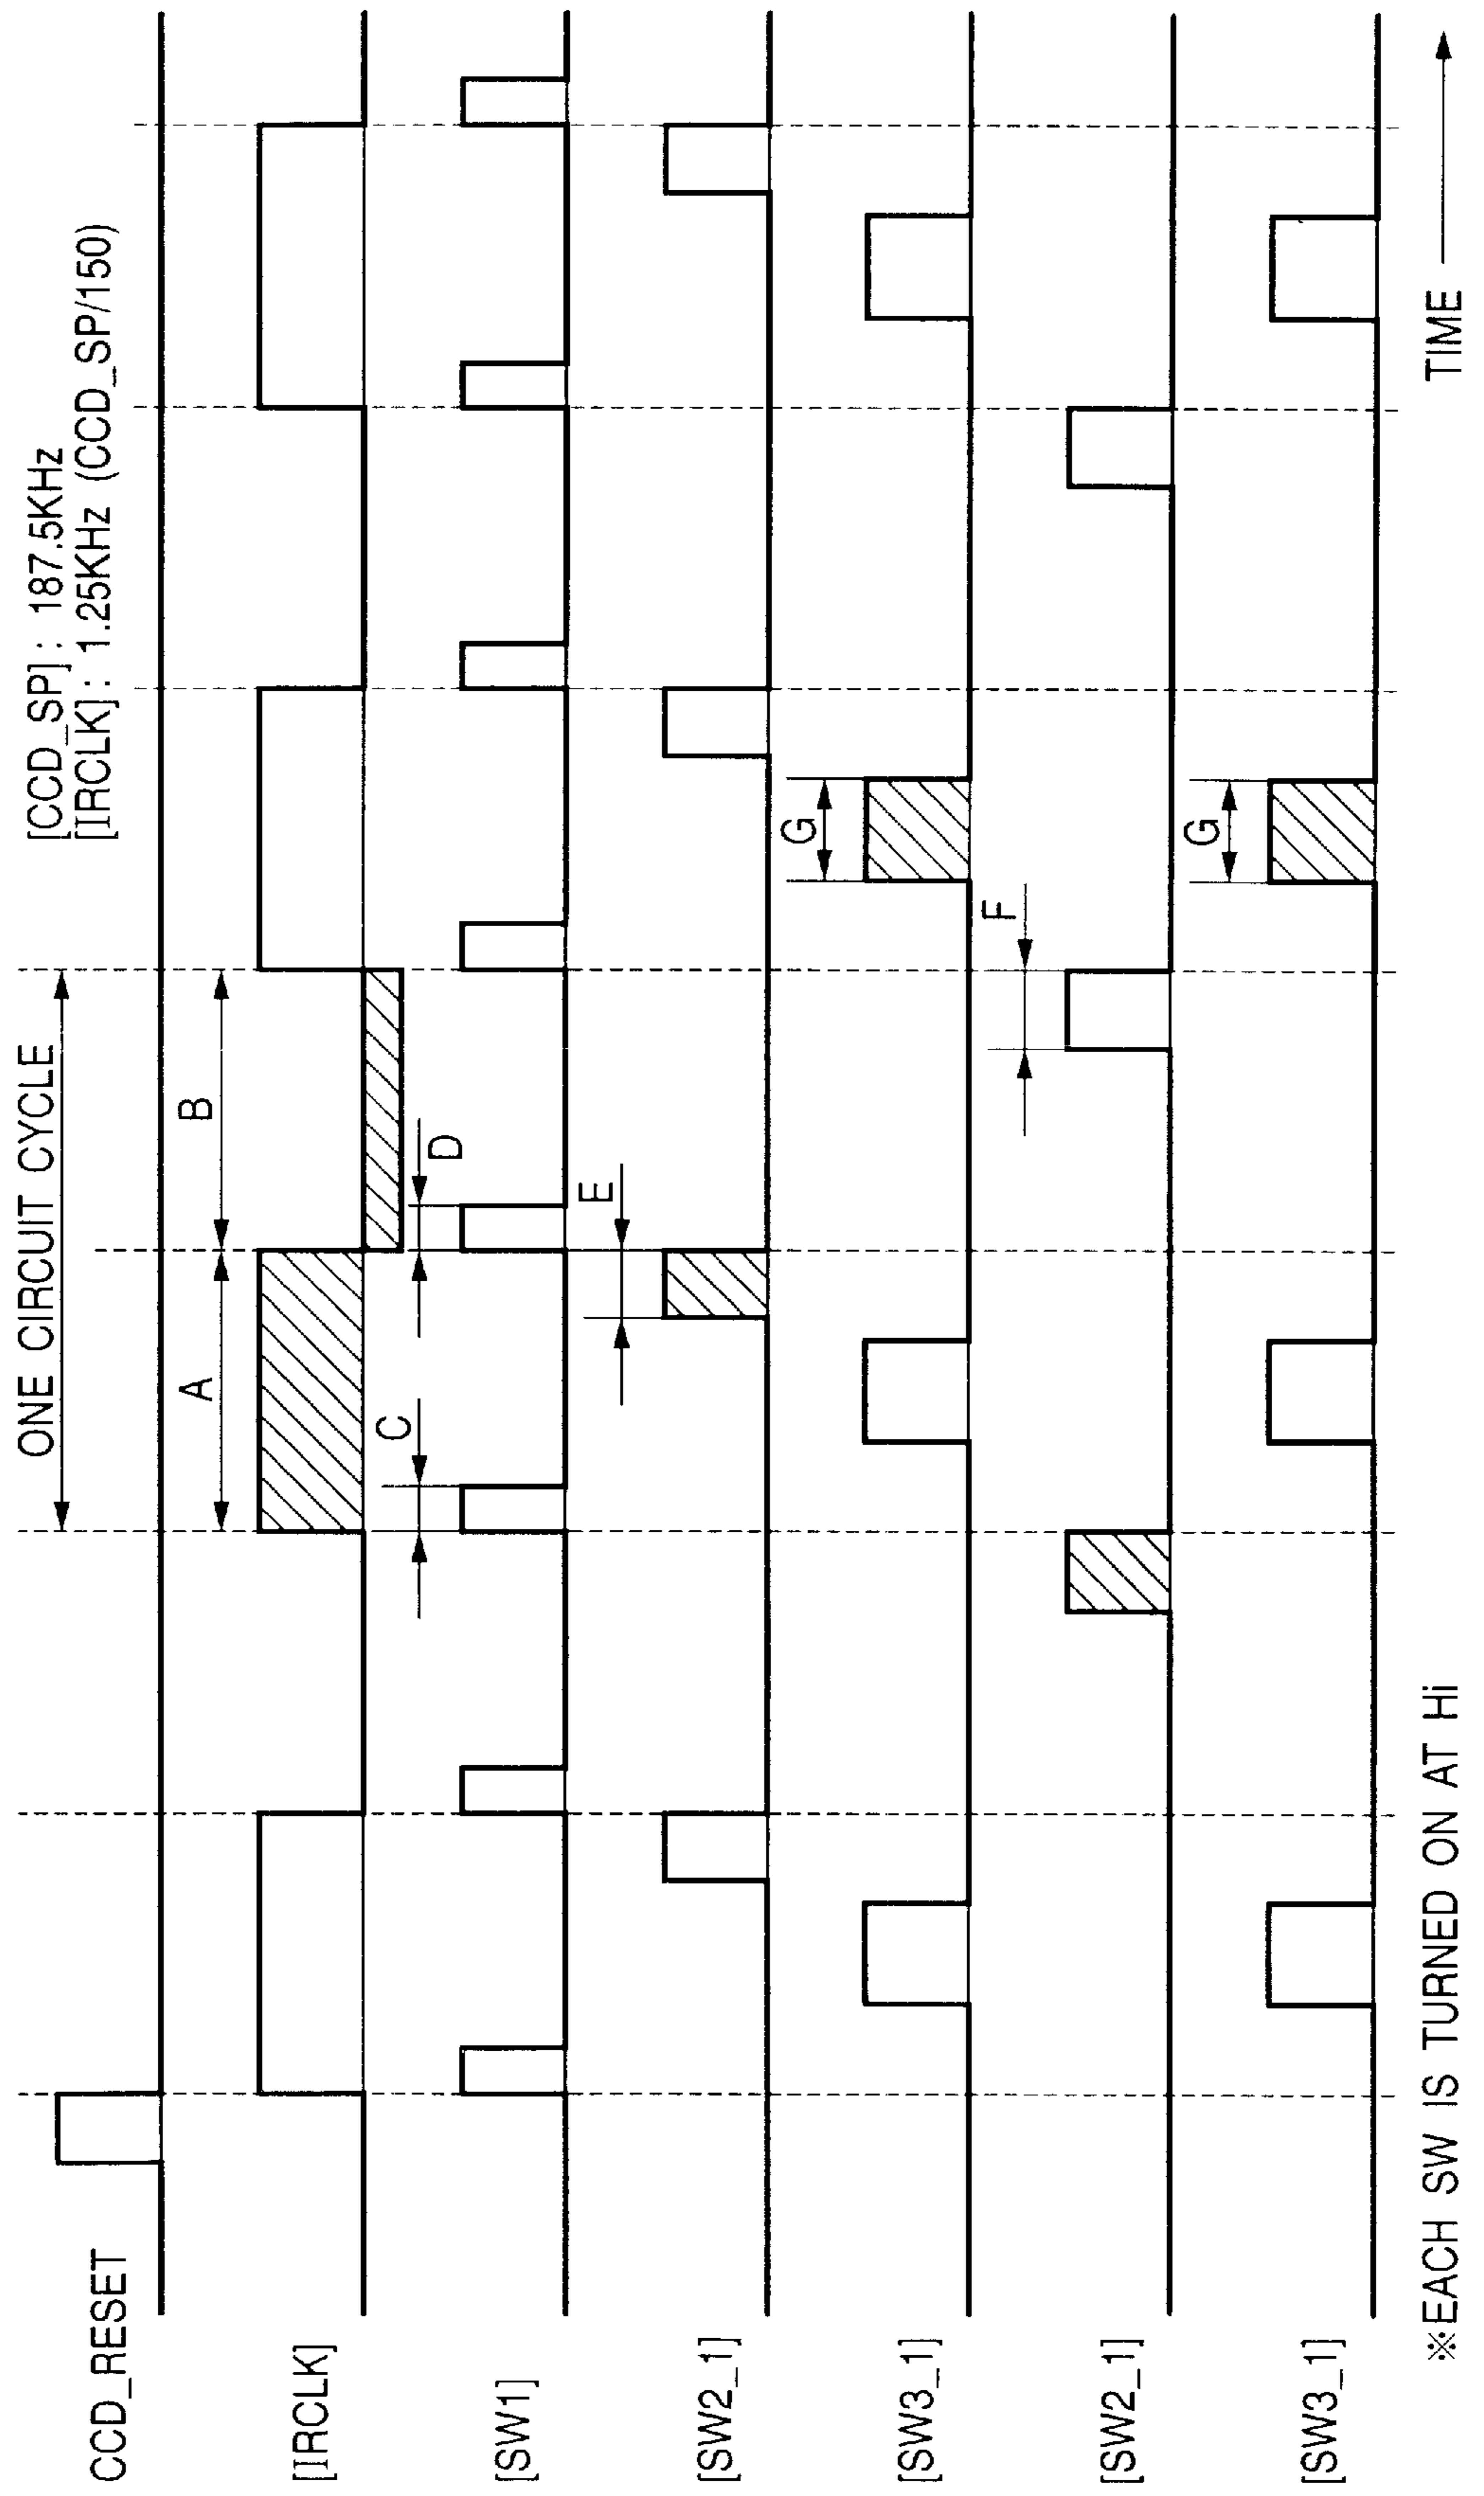 [CCD_SP] : 187.5KHz
[IRCLK] : 1.25KHz (CCD_SP/150)
ONE CIRCUIT CYCLE
A
B
CCD_RESET
[IRCLK]
C
D
[SW1]
E
[SW2_1]
G
[SW3_1]
F
[SW2_1]
G
[SW3_1]
※EACH SW IS TURNED ON AT Hi
TIME